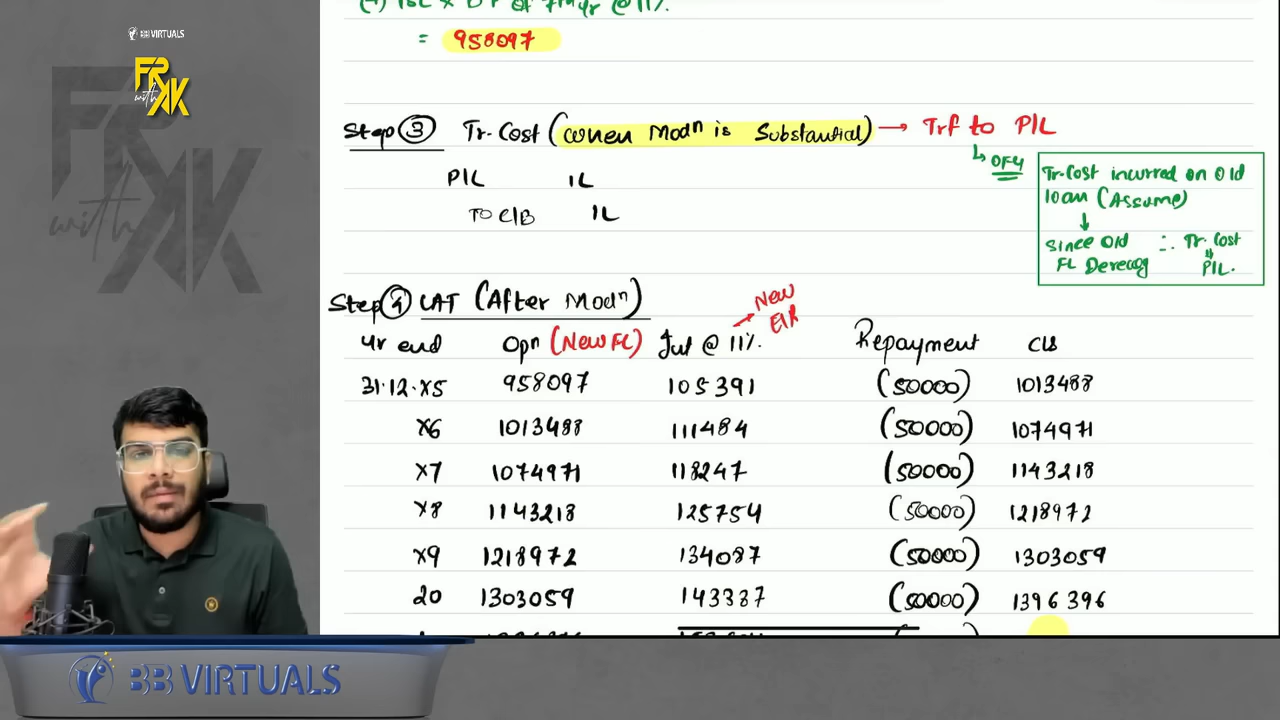 BB VIRTUALS
FR
with
AK
= 958097
Step ③ Tr. Cost (When Modⁿ is Substantial) → Trf to P/L
↳ OFY
P/L 1L
TO C/B 1L
Tr. Cost incurred on Old
loan (Assume)
↓
Since Old ∴ Tr. Cost
FL Derecog P/L.
Step ④ LAT (After Modⁿ)
→ New
EIR
Yr end Opⁿ (New FL) Int @ 11%. Repayment Cls
31.12.X5 958097 105391 (50000) 1013488
X6 1013488 111484 (50000) 1074971
X7 1074971 118247 (50000) 1143218
X8 1143218 125754 (50000) 1218972
X9 1218972 134087 (50000) 1303059
20 1303059 143337 (50000) 1396396
BB VIRTUALS